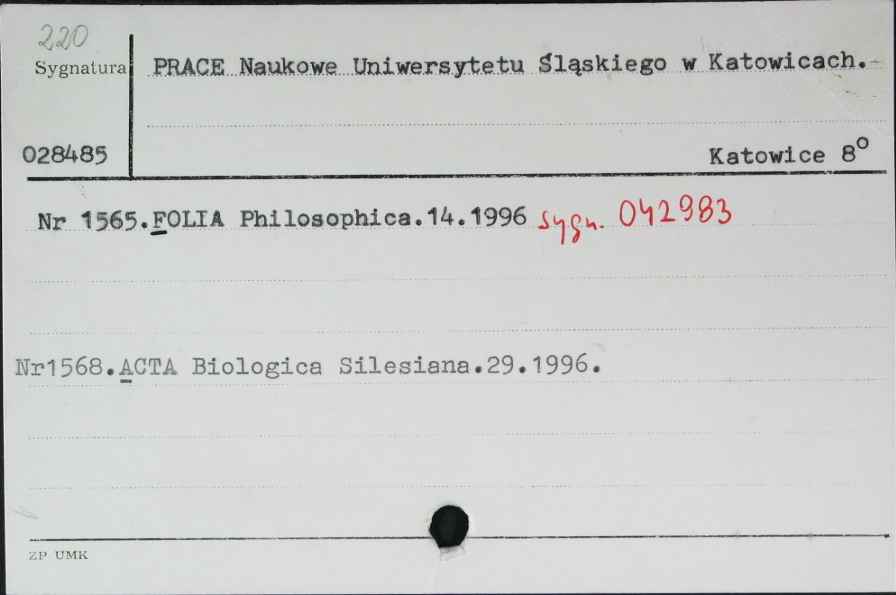 220
Sygnatura
PRACE Naukowe Uniwersytetu Śląskiego w Katowicach.
028485
Katowice 8º
Nr 1565.FOLIA Philosophica.14.1996 sygn. 042983
Nr1568.ACTA Biologica Silesiana.29.1996.
ZP UMK